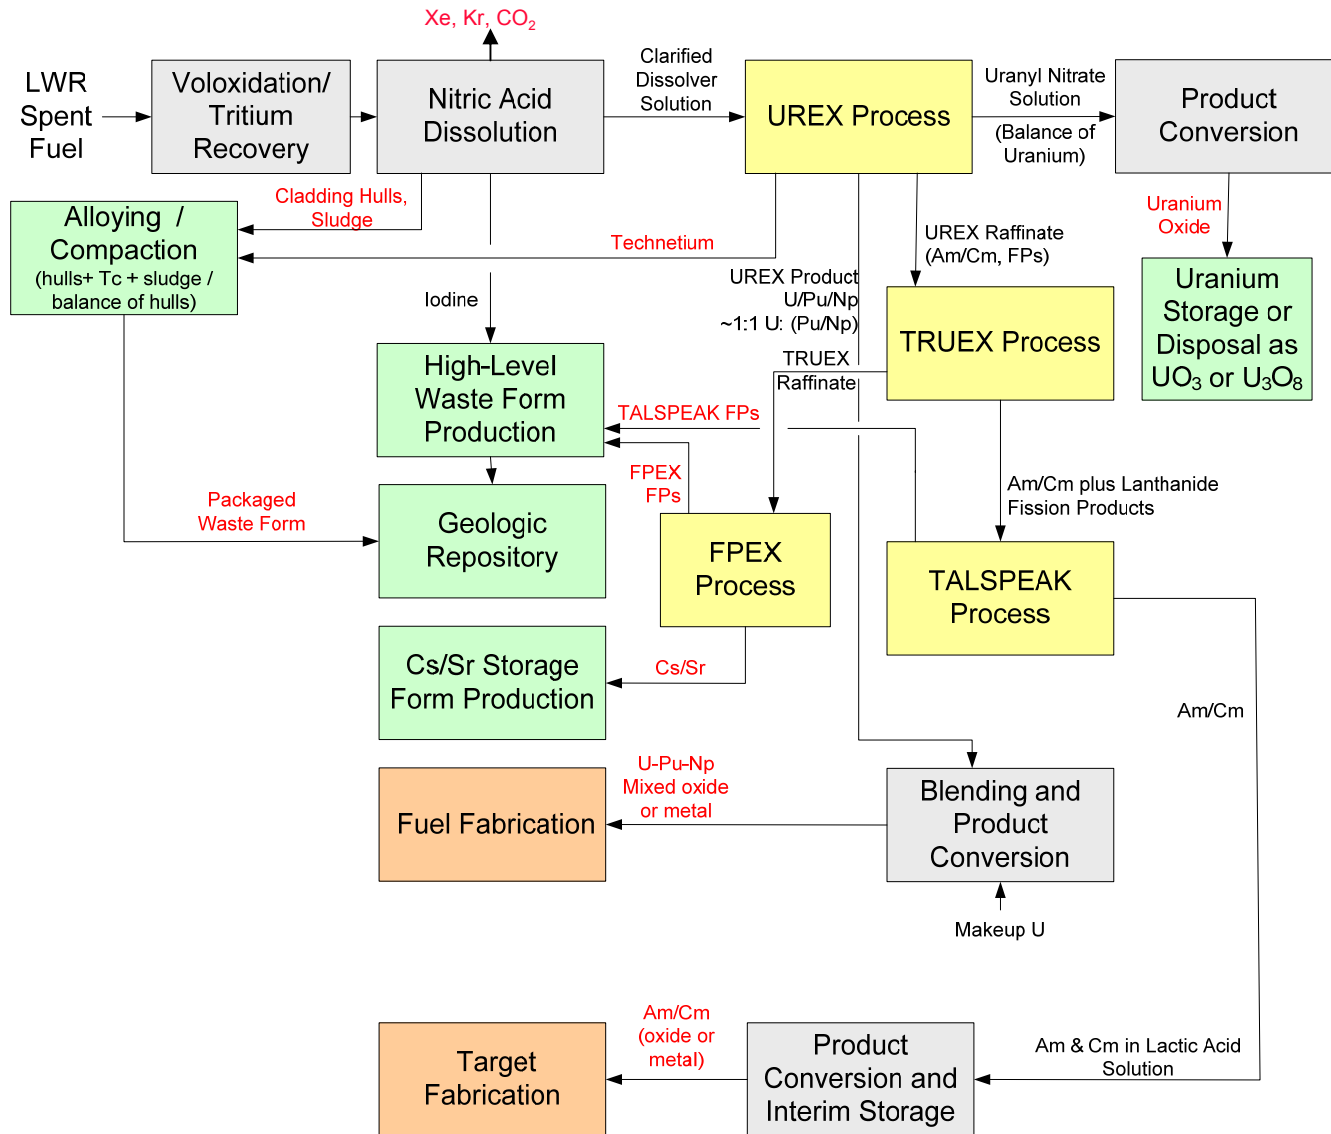 Xe, Kr, CO₂
LWR
Spent
Fuel
Voloxidation/
Tritium
Recovery
Nitric Acid
Dissolution
Clarified
Dissolver
Solution
UREX Process
Uranyl Nitrate
Solution
(Balance of
Uranium)
Product
Conversion
Cladding Hulls,
Sludge
Alloying /
Compaction
(hulls+ Tc + sludge /
balance of hulls)
Technetium
UREX Raffinate
(Am/Cm, FPs)
Uranium
Oxide
Iodine
UREX Product
U/Pu/Np
~1:1 U: (Pu/Np)
Uranium
Storage or
Disposal as
UO₃ or U₃O₈
TRUEX Process
TRUEX
Raffinate
High-Level
Waste Form
Production
TALSPEAK FPs
FPEX
FPs
Am/Cm plus Lanthanide
Fission Products
Packaged
Waste Form
Geologic
Repository
FPEX
Process
TALSPEAK
Process
Cs/Sr Storage
Form Production
Cs/Sr
Am/Cm
U-Pu-Np
Mixed oxide
or metal
Fuel Fabrication
Blending and
Product
Conversion
Makeup U
Am/Cm
(oxide or
metal)
Target
Fabrication
Product
Conversion and
Interim Storage
Am & Cm in Lactic Acid
Solution